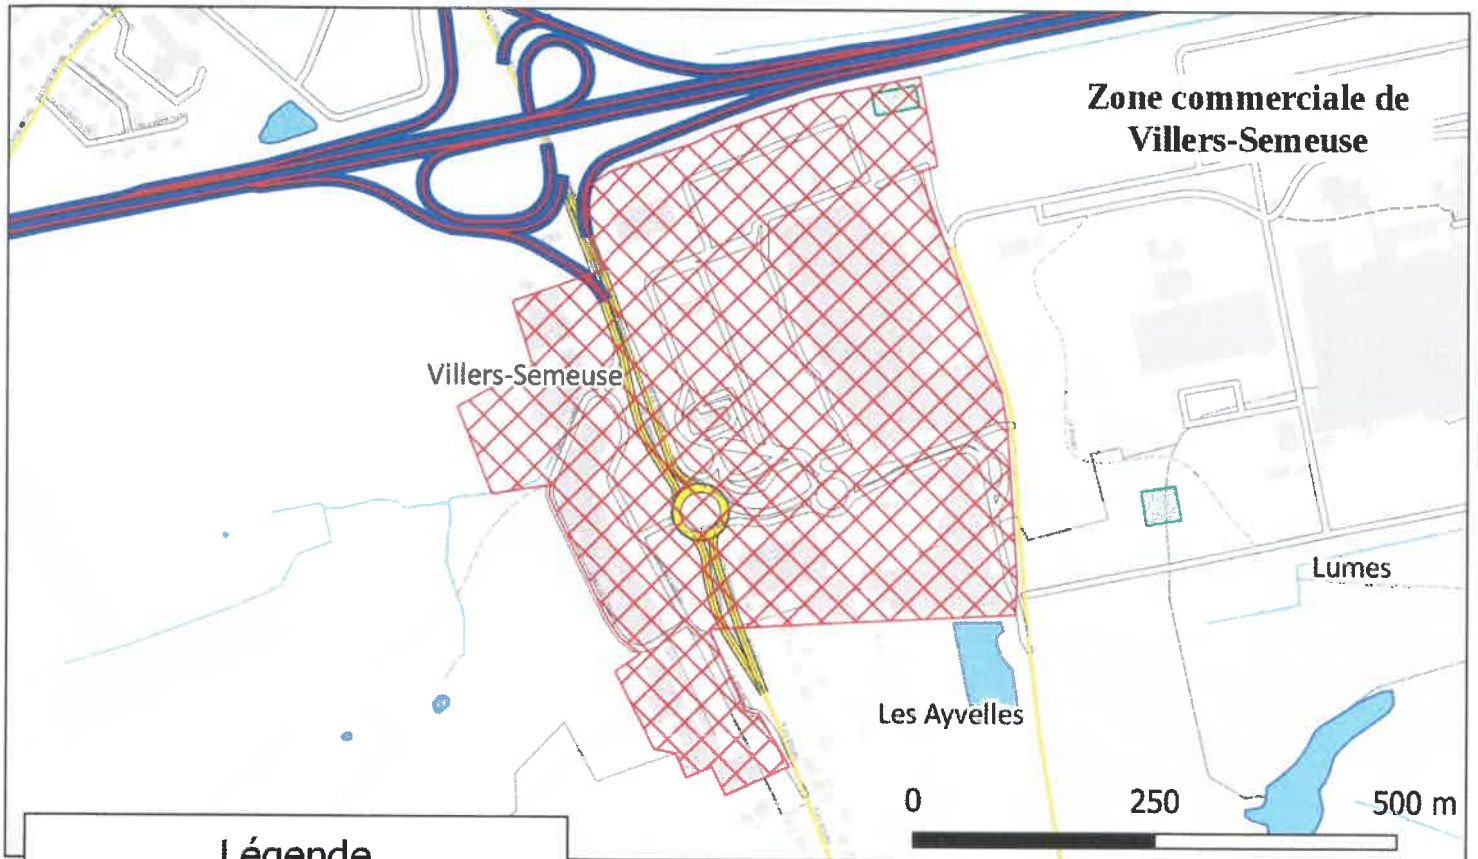 Zone commerciale de
Villers-Semeuse
Villers-Semeuse
Lumes
Les Ayvelles
0 250 500 m
Légende